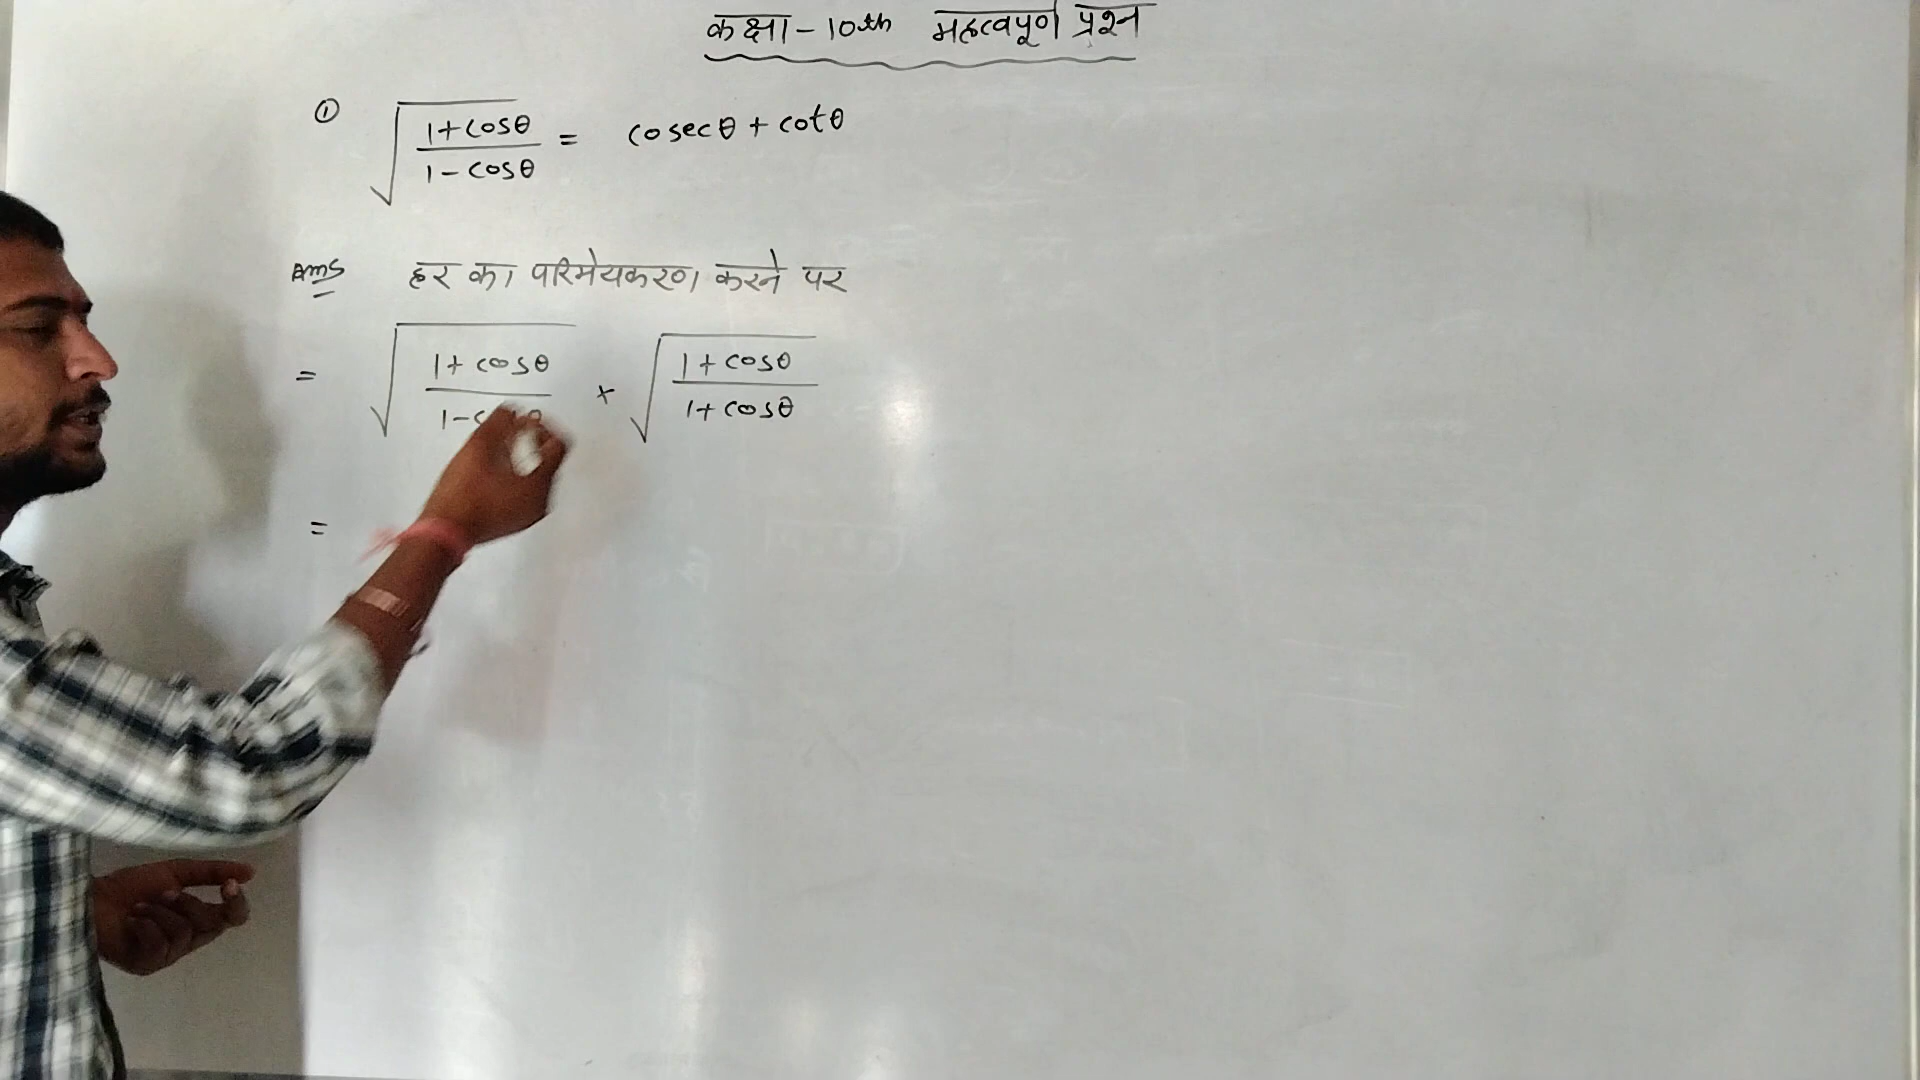 कक्षा - 10th महत्वपूर्ण प्रश्न
① √(1+cosθ / 1-cosθ) = cosecθ + cotθ
Ans हर का परिमेयकरण करने पर
= √(1+cosθ / 1-cosθ) × √(1+cosθ / 1+cosθ)
=